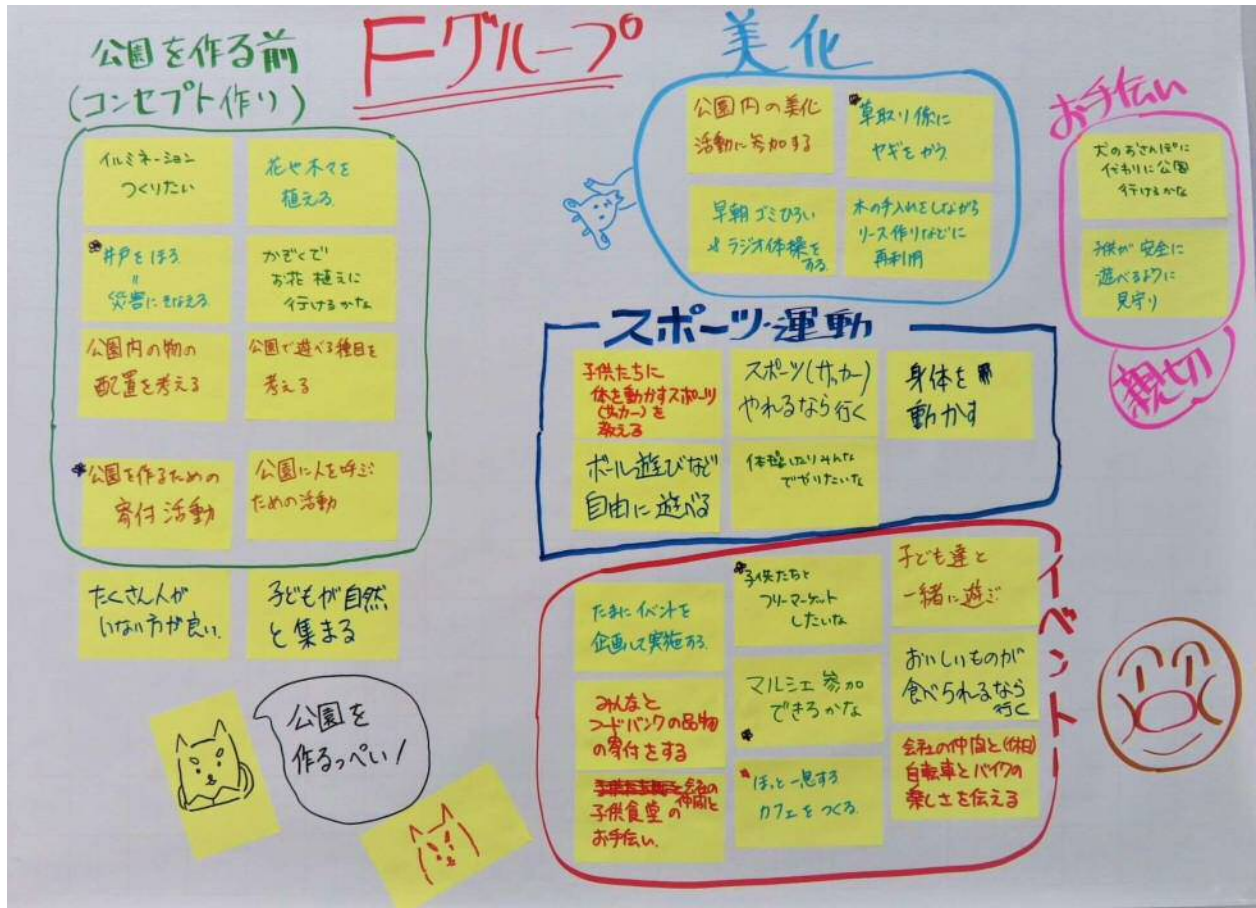 Fグループ
公園を作る前
(コンセプト作り)
イルミネーション
つくりたい
花や木々を
植える
井戸をほる
=
災害にそなえる
かぞくで
お花植えに
行けるかな
公園内の物の
配置を考える
公園で遊べる種目を
考える
公園を作るための
寄付活動
公園に人を呼ぶ
ための活動
たくさん人が
いない方が良い.
子どもが自然
と集まる
公園を
作るっぺい!
美化
公園内の美化
活動に参加する
草取り係に
ヤギをかう
早朝ゴミひろい
&ラジオ体操を
する
木の手入れをしながら
リース作りなどに
再利用
お手伝い
犬のおさんぽに
代わりに公園
行けるかな
子供が安全に
遊べるように
見守り
親切
スポーツ・運動
子供たちに
体を動かすスポーツ
(サッカー)を
教える
スポーツ(サッカー)
やれるなら行く
身体を
動かす
ボール遊びなど
自由に遊べる
体操したりみんな
でやりたいな
イベント
たまにイベントを
企画して実施する.
子供たちと
フリーマーケット
したいな
子ども達と
一緒に遊ぶ
みんなと
フードバンクの品物
の寄付をする
マルシェ参加
できるかな
おいしいものが
食べられるなら
行く
会社の
仲間と
子供食堂の
お手伝い.
ほっと一息する
カフェをつくる.
会社の仲間と(休日)
自転車とバイクの
楽しさを伝える